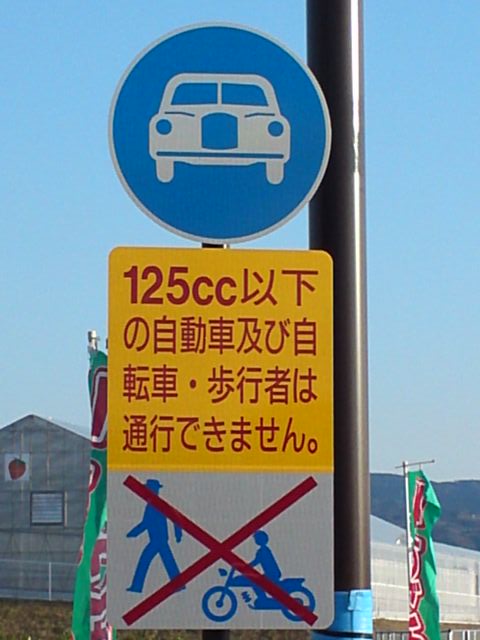 125cc以下
の自動車及び自
転車・歩行者は
通行できません。